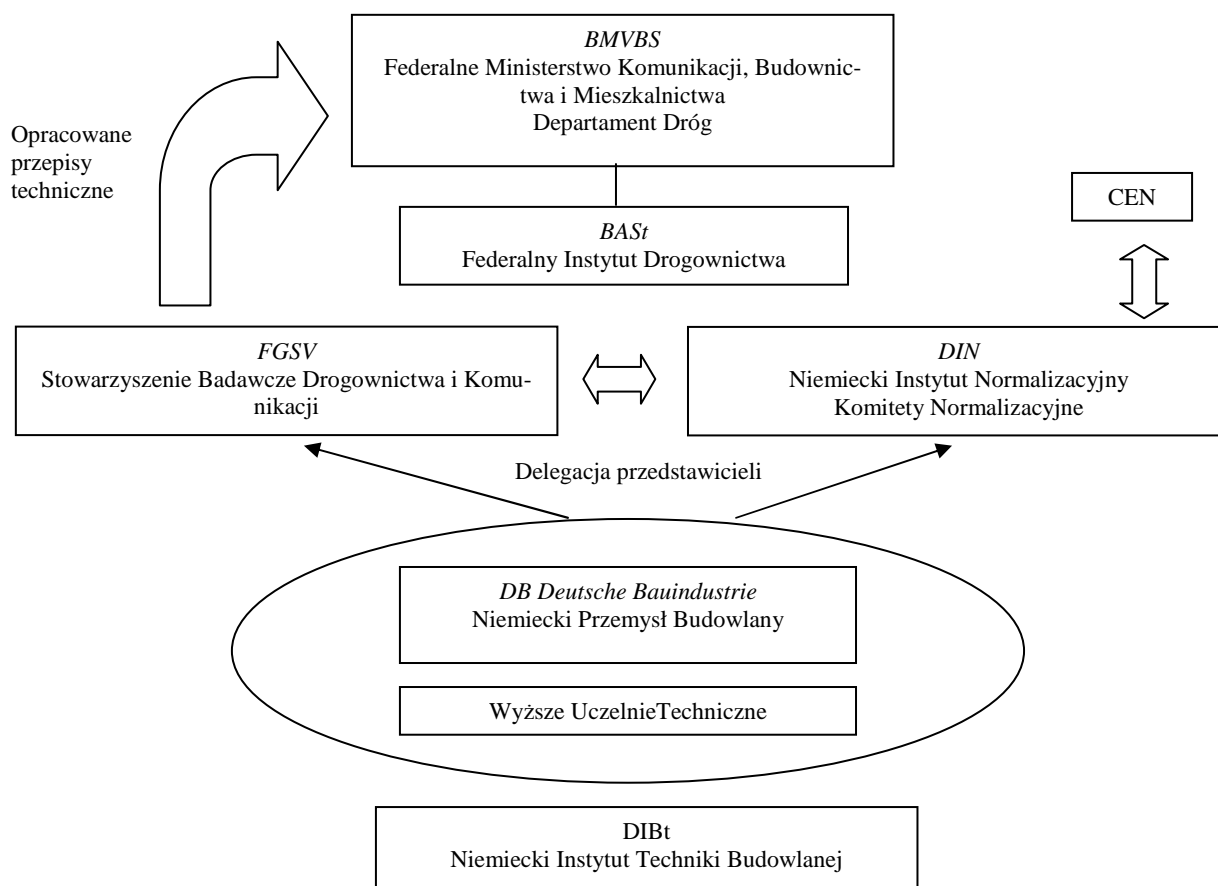 BMVBS
Federalne Ministerstwo Komunikacji, Budownic-
twa i Mieszkalnictwa
Departament Dróg
Opracowane
przepisy
techniczne
CEN
BASt
Federalny Instytut Drogownictwa
FGSV
Stowarzyszenie Badawcze Drogownictwa i Komu-
nikacji
DIN
Niemiecki Instytut Normalizacyjny
Komitety Normalizacyjne
Delegacja przedstawicieli
DB Deutsche Bauindustrie
Niemiecki Przemysł Budowlany
Wyższe UczelnieTechniczne
DIBt
Niemiecki Instytut Techniki Budowlanej